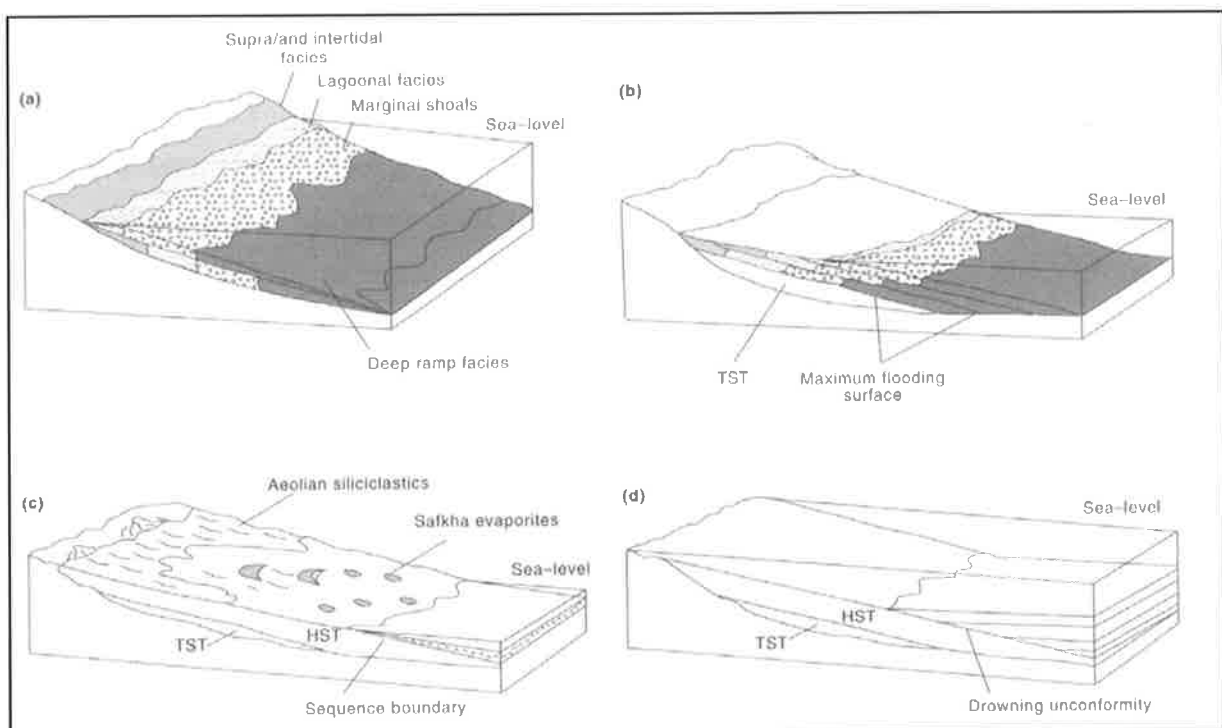 Supra/and intertidal
facies
Lagoonal facies
Marginal shoals
(a)
Sea-level
Deep ramp facies
(b)
Sea-level
TST
Maximum flooding
surface
(c)
Aeolian siliciclastics
Safkha evaporites
Sea-level
HST
TST
Sequence boundary
(d)
Sea-level
HST
TST
Drowning unconformity